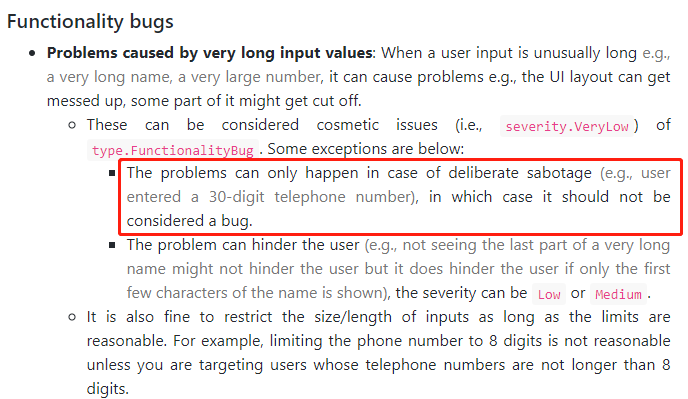 Functionality bugs
Problems caused by very long input values: When a user input is unusually long e.g.,
a very long name, a very large number, it can cause problems e.g., the UI layout can get
messed up, some part of it might get cut off.
These can be considered cosmetic issues (i.e., severity.VeryLow) of
type.FunctionalityBug. Some exceptions are below:
The problems can only happen in case of deliberate sabotage (e.g., user
entered a 30-digit telephone number), in which case it should not be
considered a bug.
The problem can hinder the user (e.g., not seeing the last part of a very long
name might not hinder the user but it does hinder the user if only the first
few characters of the name is shown), the severity can be Low or Medium.
It is also fine to restrict the size/length of inputs as long as the limits are
reasonable. For example, limiting the phone number to 8 digits is not reasonable
unless you are targeting users whose telephone numbers are not longer than 8
digits.